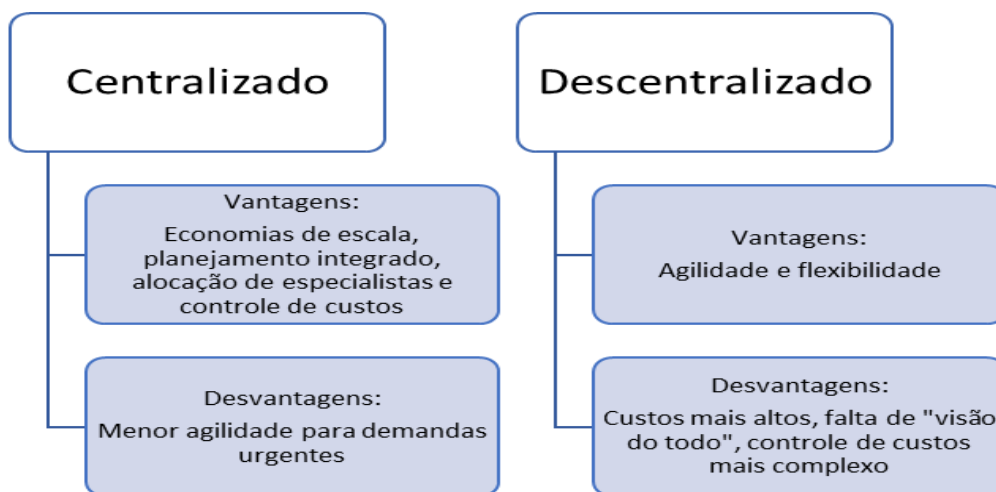 Centralizado
Vantagens:
Economias de escala,
planejamento integrado,
alocação de especialistas e
controle de custos
Desvantagens:
Menor agilidade para demandas
urgentes
Descentralizado
Vantagens:
Agilidade e flexibilidade
Desvantagens:
Custos mais altos, falta de "visão
do todo", controle de custos
mais complexo